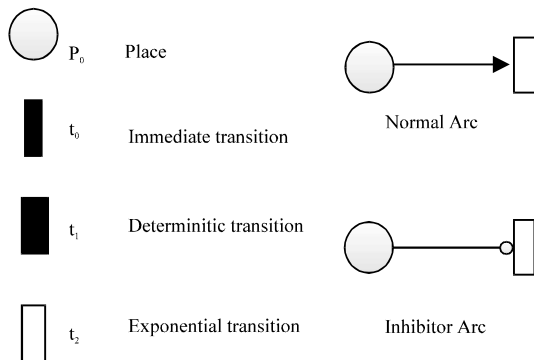 P0 Place
t0 Immediate transition
t1 Determinitic transition
t2 Exponential transition
Normal Arc
Inhibitor Arc